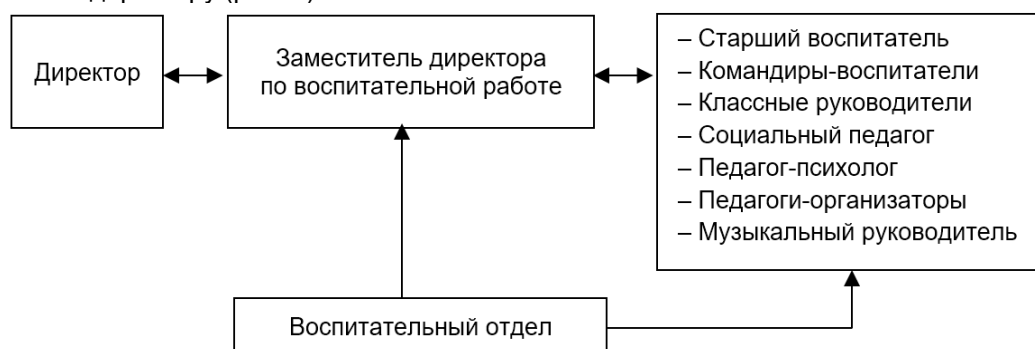 Директор
Заместитель директора
по воспитательной работе
– Старший воспитатель
– Командиры-воспитатели
– Классные руководители
– Социальный педагог
– Педагог-психолог
– Педагоги-организаторы
– Музыкальный руководитель
Воспитательный отдел